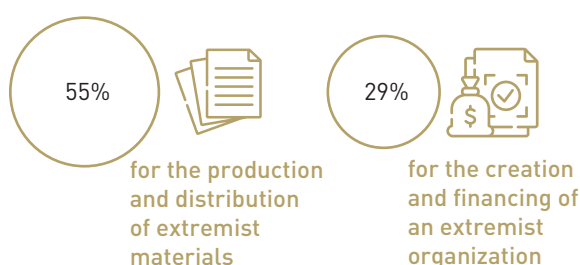 55%
for the production
and distribution
of extremist
materials
29%
$
for the creation
and financing of
an extremist
organization